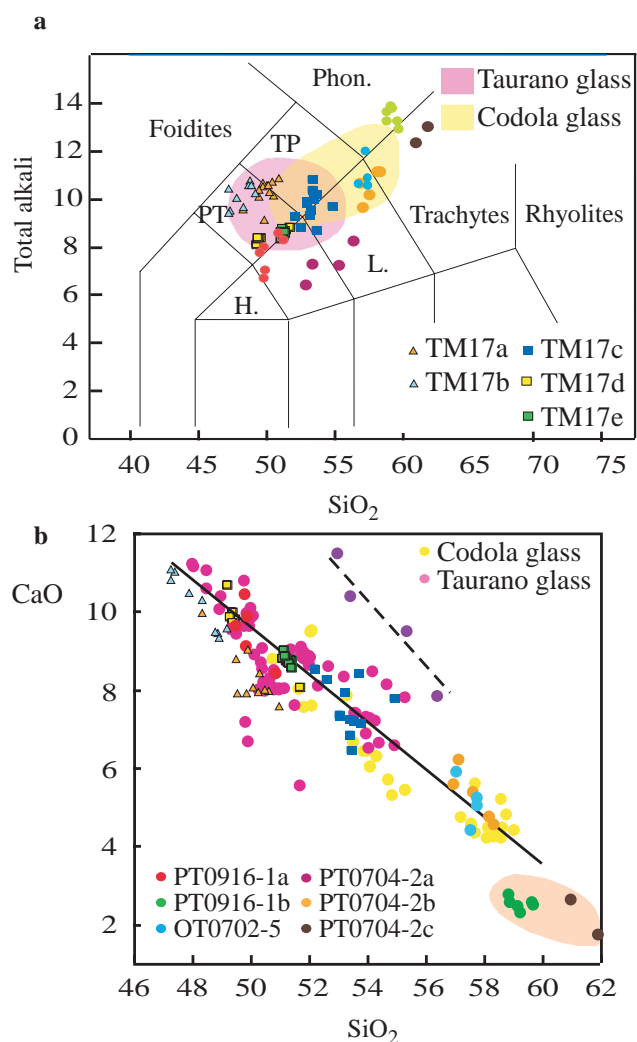 a
Total alkali
14
12
10
8
6
4
2
0
Phon.
Foidites
TP
PT
H.
L.
Trachytes
Rhyolites
Taurano glass
Codola glass
TM17a
TM17c
TM17b
TM17d
TM17e
40 45 50 55 60 65 70 75
SiO₂
b
CaO
12
10
8
6
4
2
Codola glass
Taurano glass
PT0916-1a
PT0704-2a
PT0916-1b
PT0704-2b
OT0702-5
PT0704-2c
46 48 50 52 54 56 58 60 62
SiO₂